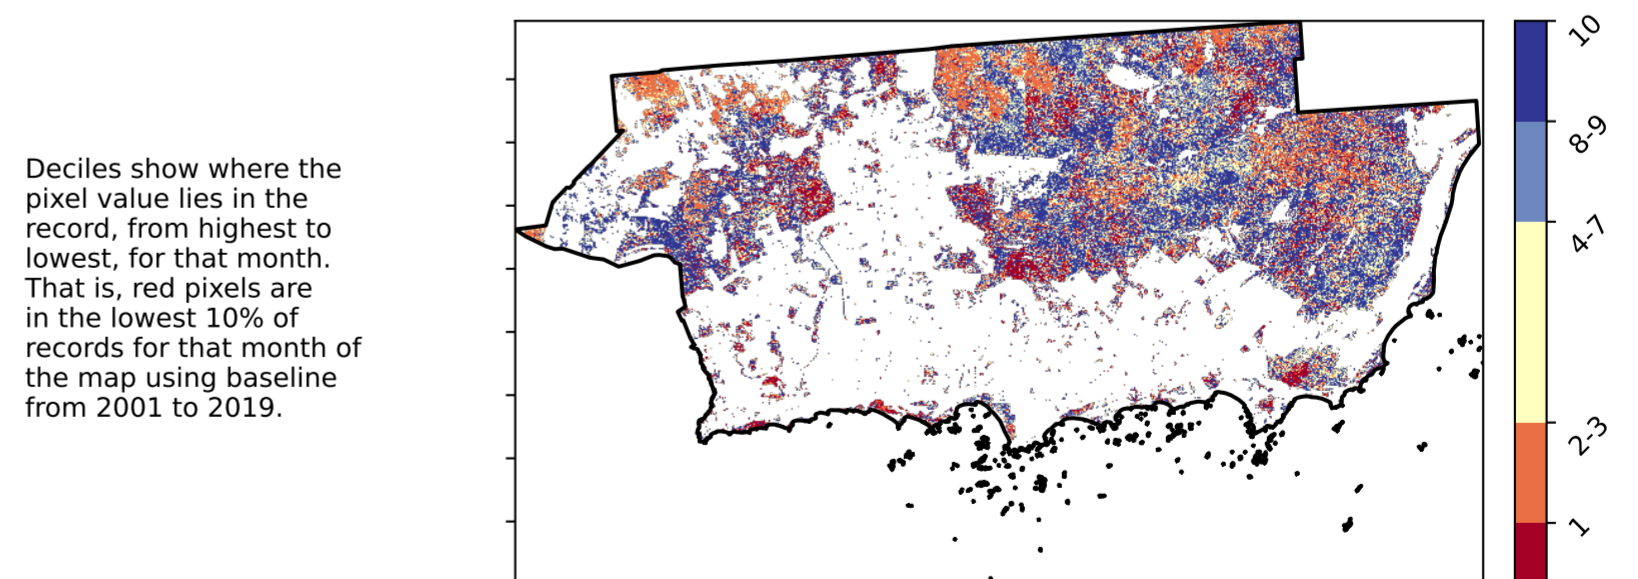 Deciles show where the
pixel value lies in the
record, from highest to
lowest, for that month.
That is, red pixels are
in the lowest 10% of
records for that month of
the map using baseline
from 2001 to 2019.
10
8-9
4-7
2-3
1